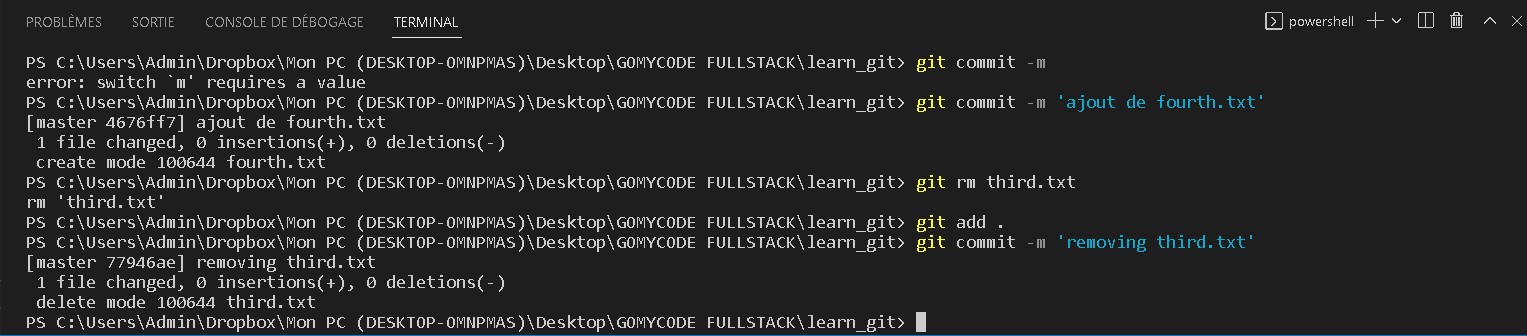 PROBLÈMES SORTIE CONSOLE DE DÉBOGAGE TERMINAL powershell
PS C:\Users\Admin\Dropbox\Mon PC (DESKTOP-OMNPMAS)\Desktop\GOMYCODE FULLSTACK\learn_git> git commit -m
error: switch `m' requires a value
PS C:\Users\Admin\Dropbox\Mon PC (DESKTOP-OMNPMAS)\Desktop\GOMYCODE FULLSTACK\learn_git> git commit -m 'ajout de fourth.txt'
[master 4676ff7] ajout de fourth.txt
 1 file changed, 0 insertions(+), 0 deletions(-)
 create mode 100644 fourth.txt
PS C:\Users\Admin\Dropbox\Mon PC (DESKTOP-OMNPMAS)\Desktop\GOMYCODE FULLSTACK\learn_git> git rm third.txt
rm 'third.txt'
PS C:\Users\Admin\Dropbox\Mon PC (DESKTOP-OMNPMAS)\Desktop\GOMYCODE FULLSTACK\learn_git> git add .
PS C:\Users\Admin\Dropbox\Mon PC (DESKTOP-OMNPMAS)\Desktop\GOMYCODE FULLSTACK\learn_git> git commit -m 'removing third.txt'
[master 77946ae] removing third.txt
 1 file changed, 0 insertions(+), 0 deletions(-)
 delete mode 100644 third.txt
PS C:\Users\Admin\Dropbox\Mon PC (DESKTOP-OMNPMAS)\Desktop\GOMYCODE FULLSTACK\learn_git>